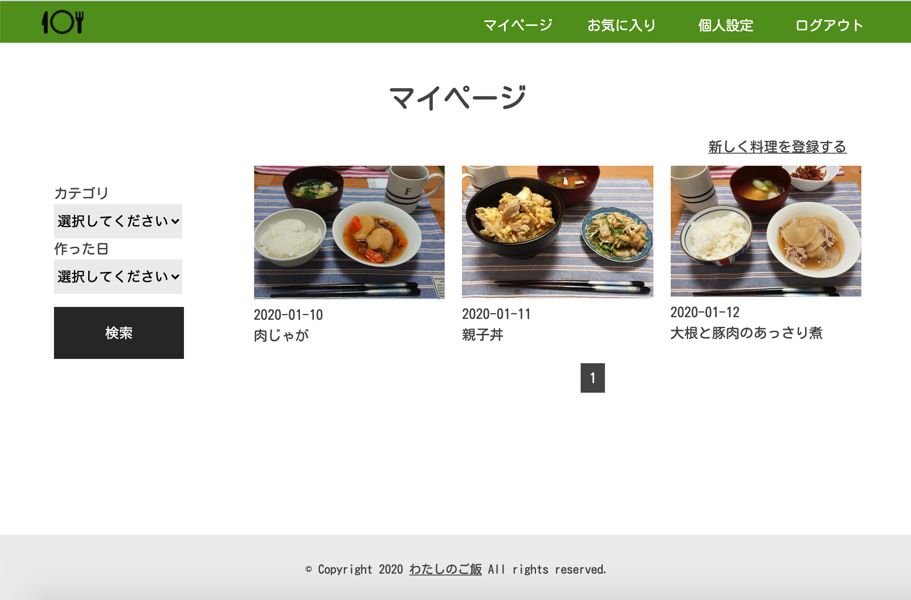 マイページ お気に入り 個人設定 ログアウト
マイページ
新しく料理を登録する
カテゴリ
選択してください
作った日
選択してください
検索
F
2020-01-10
肉じゃが
2020-01-11
親子丼
2020-01-12
大根と豚肉のあっさり煮
1
© Copyright 2020 わたしのご飯 All rights reserved.